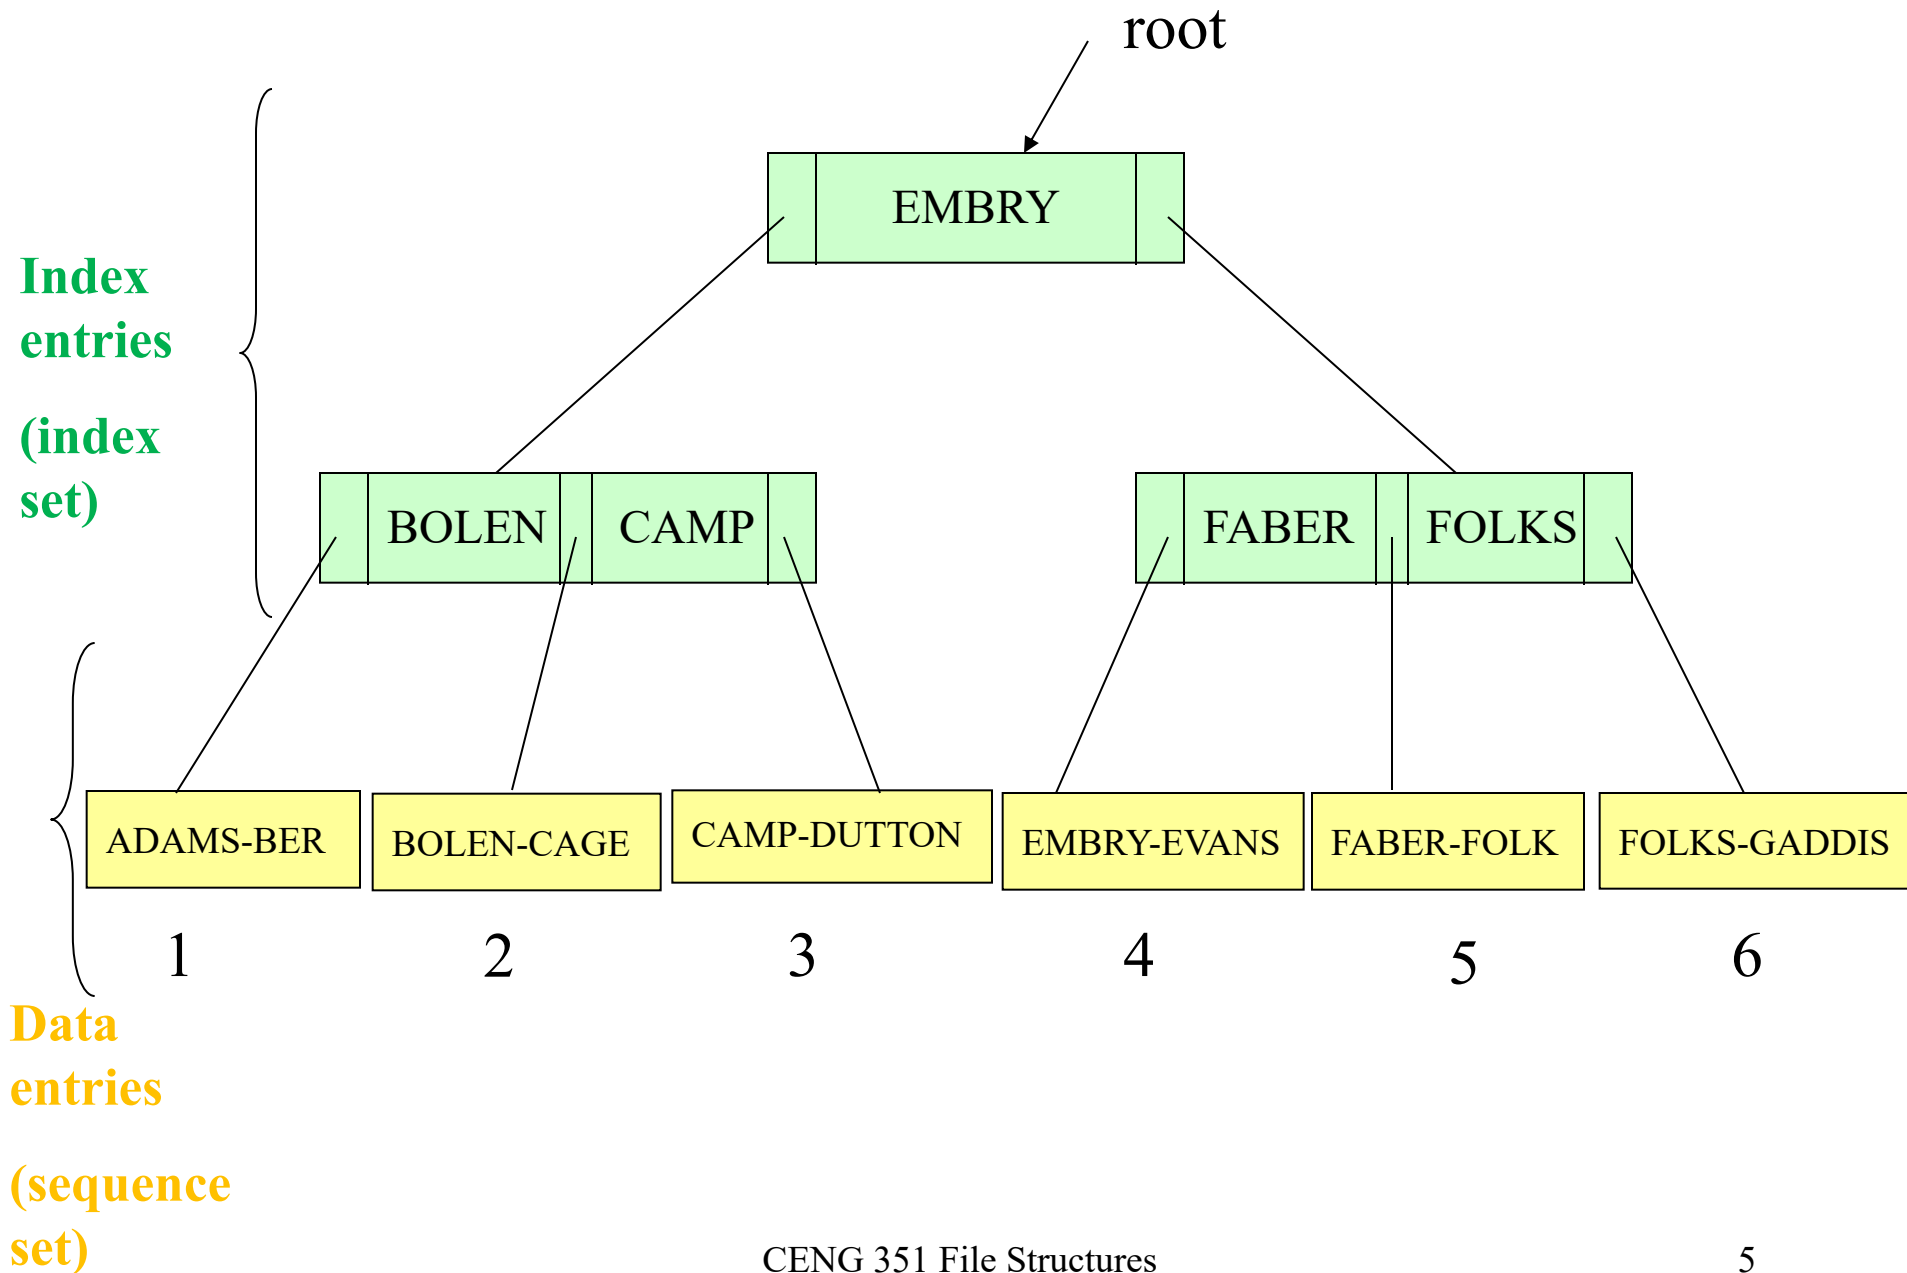 root
EMBRY
Index
entries
(index
set)
BOLEN CAMP FABER FOLKS
ADAMS-BER BOLEN-CAGE CAMP-DUTTON EMBRY-EVANS FABER-FOLK FOLKS-GADDIS
1 2 3 4 5 6
Data
entries
(sequence
set)
CENG 351 File Structures 5